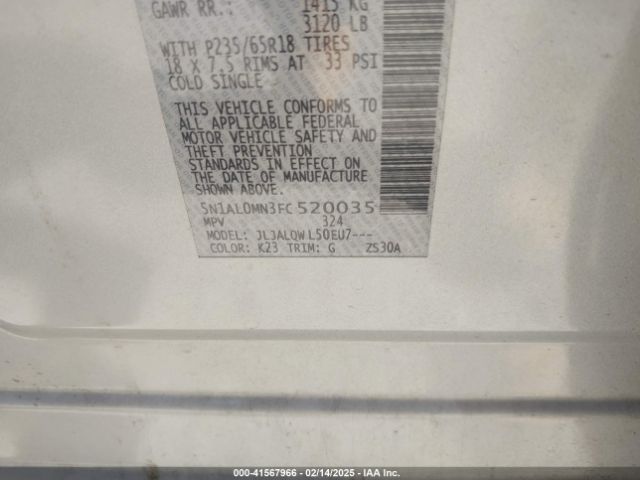 GAWR RR.: 1415 KG
3120 LB
WITH P235/65R18 TIRES
18 X 7.5 RIMS AT 33 PSI
COLD SINGLE
THIS VEHICLE CONFORMS TO
ALL APPLICABLE FEDERAL
MOTOR VEHICLE SAFETY AND
THEFT PREVENTION
STANDARDS IN EFFECT ON
THE DATE OF MANUFACTURE
SHOWN ABOVE.
5N1AL0MN3FC520035
MPV 324
MODEL: JL3ALQWL50EU7---
COLOR: K23 TRIM: G ZS30A
000-41567966 - 02/14/2025 - IAA Inc.